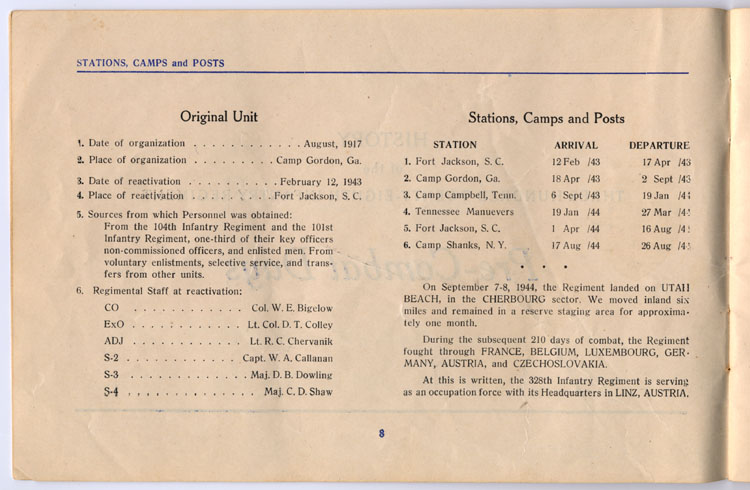 STATIONS, CAMPS and POSTS
Original Unit
1. Date of organization . . . . . . . . . . . . August, 1917
2. Place of organization . . . . . . . . . Camp Gordon, Ga.
3. Date of reactivation . . . . . . . . . . February 12, 1943
4. Place of reactivation . . . . . . . . . Fort Jackson, S. C.
5. Sources from which Personnel was obtained:
From the 104th Infantry Regiment and the 101st
Infantry Regiment, one-third of their key officers
non-commissioned officers, and enlisted men. From
voluntary enlistments, selective service, and trans-
fers from other units.
6. Regimental Staff at reactivation:
CO . . . . . . . . . . . . Col. W. E. Bigelow
ExO . . . . . . . . . . . . Lt. Col. D. T. Colley
ADJ . . . . . . . . . . . . Lt. R. C. Chervanik
S-2 . . . . . . . . . . . . Capt. W. A. Callanan
S-3 . . . . . . . . . . . . . Maj. D. B. Dowling
S-4 . . . . . . . . . . . . . . Maj. C. D. Shaw
Stations, Camps and Posts
STATION ARRIVAL DEPARTURE
1. Fort Jackson, S. C. 12 Feb /43 17 Apr /43
2. Camp Gordon, Ga. 18 Apr /43 2 Sept /43
3. Camp Campbell, Tenn. 6 Sept /43 19 Jan /4
4. Tennessee Manuevers 19 Jan /44 27 Mar /4
5. Fort Jackson, S. C. 1 Apr /44 16 Aug /4
6. Camp Shanks, N. Y. 17 Aug /44 26 Aug /4
. . . .
On September 7-8, 1944, the Regiment landed on UTAH
BEACH, in the CHERBOURG sector. We moved inland six
miles and remained in a reserve staging area for approxima-
tely one month.
During the subsequent 210 days of combat, the Regiment
fought through FRANCE, BELGIUM, LUXEMBOURG, GER-
MANY, AUSTRIA, and CZECHOSLOVAKIA.
At this is written, the 328th Infantry Regiment is serving
as an occupation force with its Headquarters in LINZ, AUSTRIA.
8